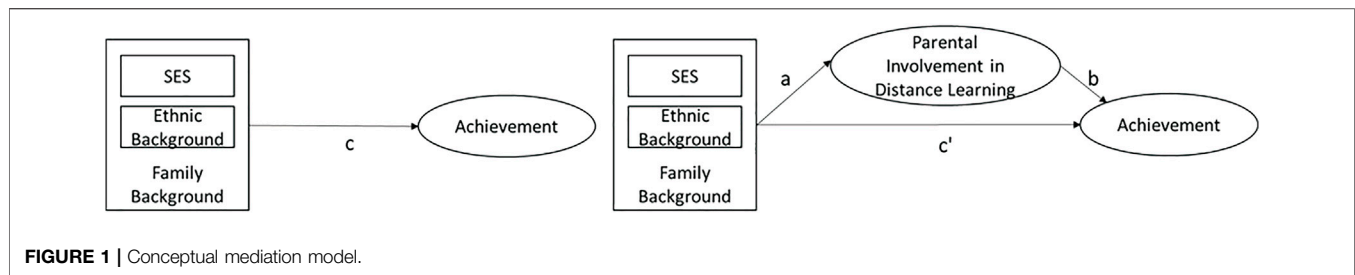 SES
Ethnic
Background
Family
Background
c
Achievement
SES
Ethnic
Background
Family
Background
a
Parental
Involvement in
Distance Learning
b
c'
Achievement
FIGURE 1 | Conceptual mediation model.